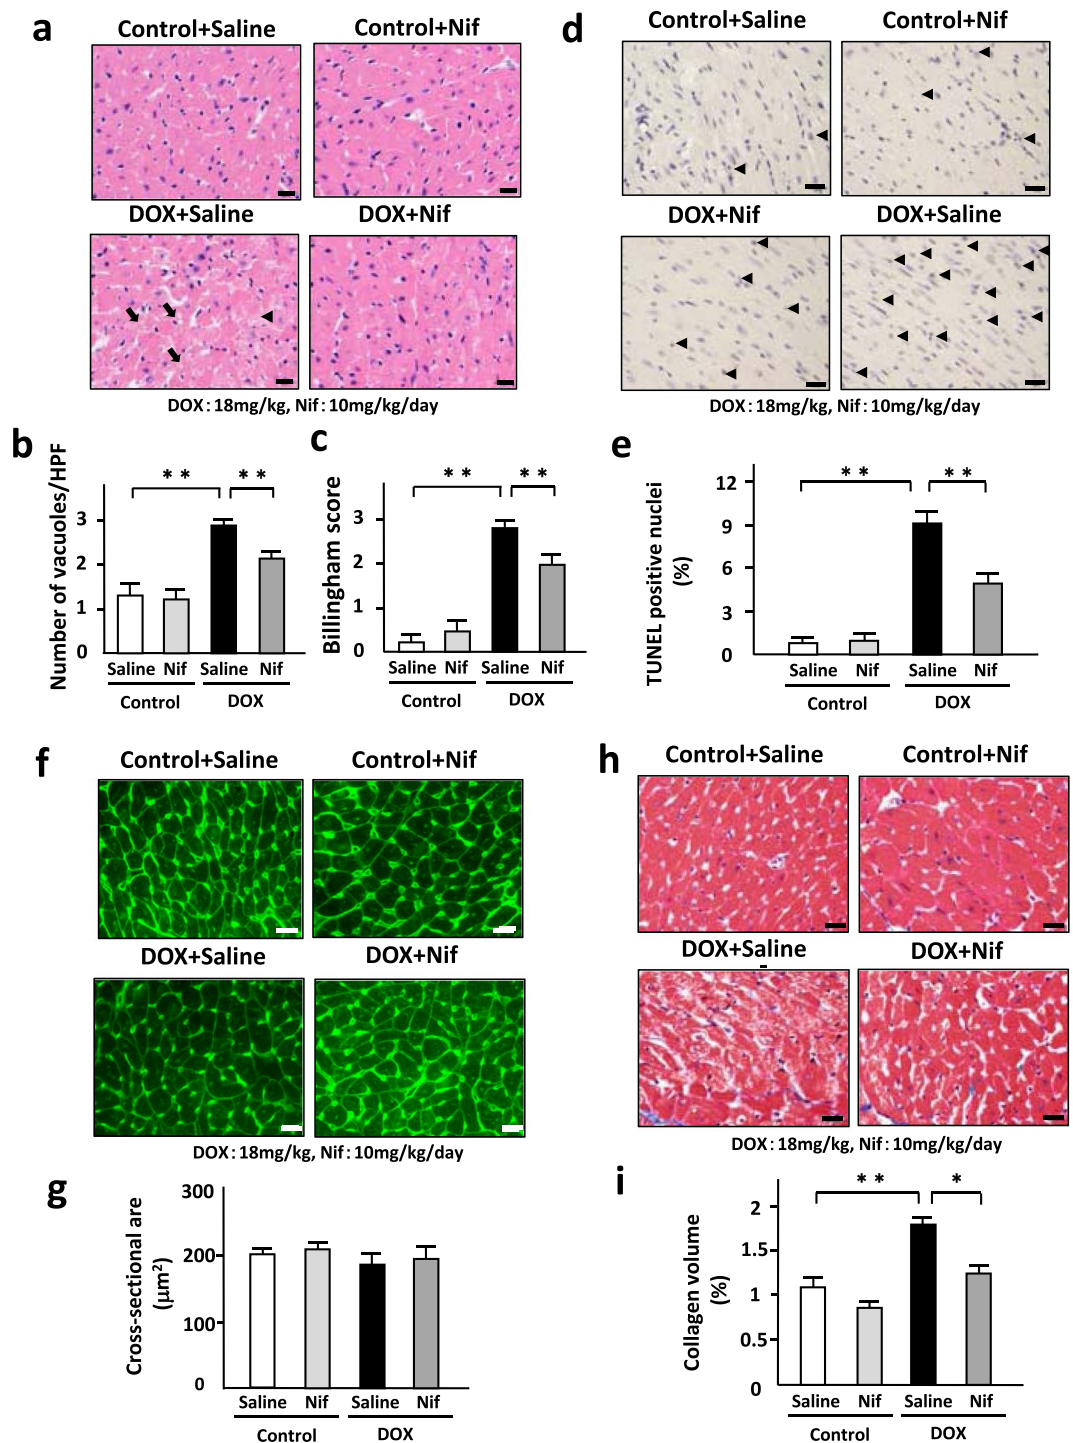 a
Control+Saline
Control+Nif
DOX+Saline
DOX+Nif
DOX : 18mg/kg, Nif : 10mg/kg/day
d
Control+Saline
Control+Nif
DOX+Nif
DOX+Saline
DOX : 18mg/kg, Nif : 10mg/kg/day
b
Number of vacuoles/HPF
3
2
1
0
* *
* *
Saline Nif Saline Nif
Control DOX
c
Billingham score
3
2
1
0
* *
* *
Saline Nif Saline Nif
Control DOX
e
TUNEL positive nuclei
(%)
12
9
6
3
0
* *
* *
Saline Nif Saline Nif
Control DOX
f
Control+Saline
Control+Nif
DOX+Saline
DOX+Nif
DOX : 18mg/kg, Nif : 10mg/kg/day
h
Control+Saline
Control+Nif
DOX+Saline
DOX+Nif
DOX : 18mg/kg, Nif : 10mg/kg/day
g
Cross-sectional are
(μm²)
300
200
100
0
Saline Nif Saline Nif
Control DOX
i
Collagen volume
(%)
2
1.5
1
0.5
0
* *
*
Saline Nif Saline Nif
Control DOX